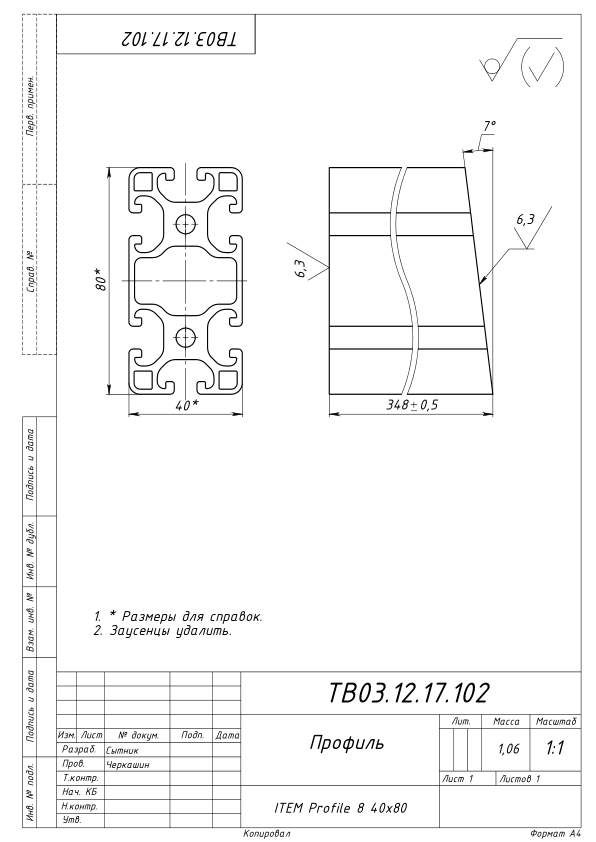 ТВ03.12.17.102
Перв. примен.
Справ. №
7°
6,3
6,3
80*
40*
348±0,5
Подпись и дата
Инв. № дубл.
Взам. инв. №
Подпись и дата
Инв. № подл.
1. * Размеры для справок.
2. Заусенцы удалить.
ТВ03.12.17.102
Изм. Лист № докум. Подп. Дата
Разраб. Сытник
Пров. Черкашин
Т.контр.
Нач. КБ
Н.контр.
Утв.
Профиль
Лит. Масса Масштаб
1,06 1:1
Лист 1 Листов 1
ITEM Profile 8 40x80
Копировал Формат А4